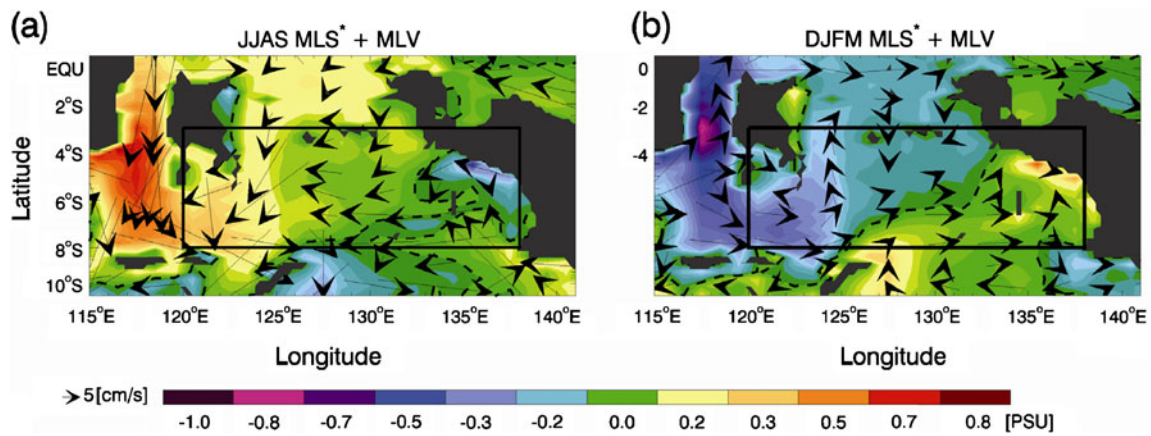 (a)
JJAS MLS* + MLV
Latitude
EQU
2°S
4°S
6°S
8°S
10°S
115°E 120°E 125°E 130°E 135°E 140°E
Longitude
(b)
DJFM MLS* + MLV
0
-2
-4
115°E 120°E 125°E 130°E 135°E 140°E
Longitude
5[cm/s]
-1.0 -0.8 -0.7 -0.5 -0.3 -0.2 0.0 0.2 0.3 0.5 0.7 0.8 [PSU]